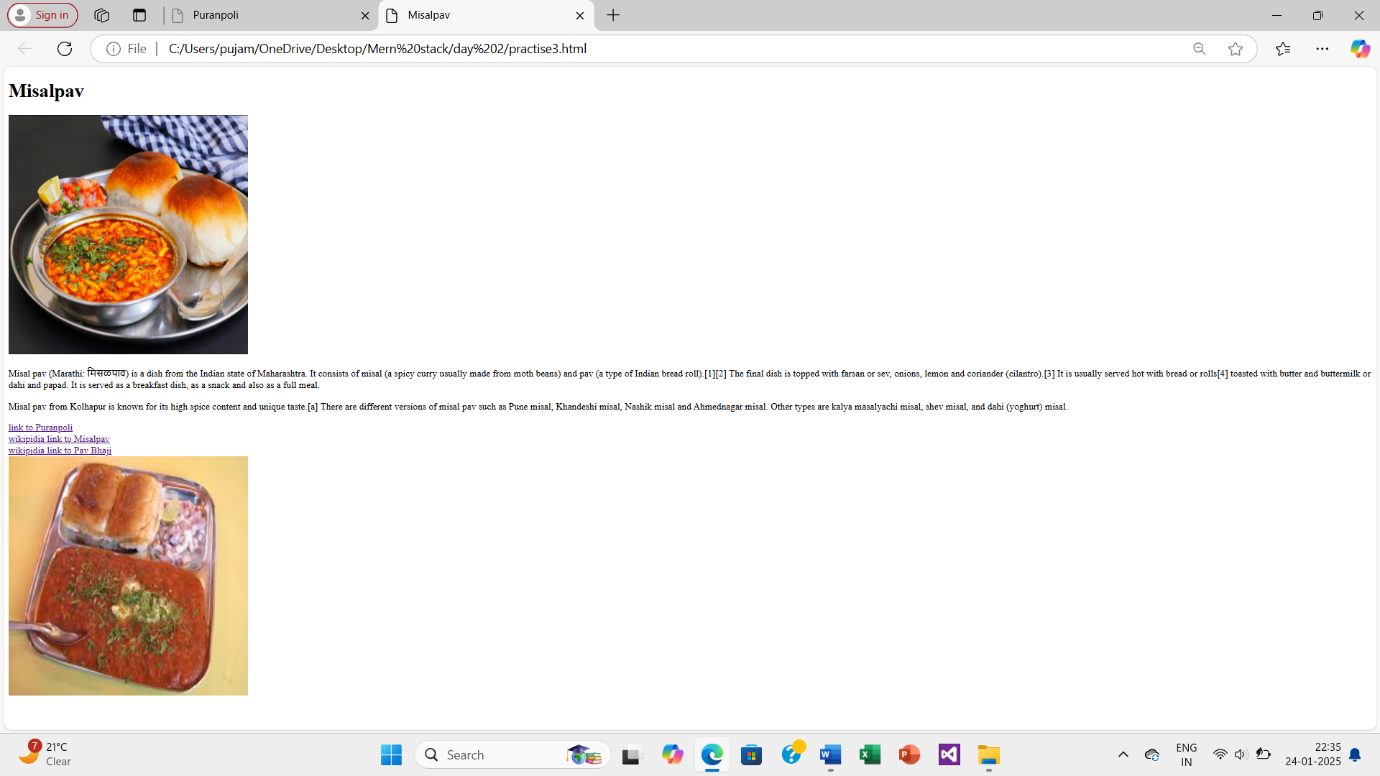 Sign in
Puranpoli
Misalpav
File
C:/Users/pujam/OneDrive/Desktop/Mern%20stack/day%202/practise3.html
Misalpav
Misal pav (Marathi: मिसळपाव) is a dish from the Indian state of Maharashtra. It consists of misal (a spicy curry usually made from moth beans) and pav (a type of Indian bread roll).[1][2] The final dish is topped with farsan or sev, onions, lemon and coriander (cilantro).[3] It is usually served hot with bread or rolls[4] toasted with butter and buttermilk or
dahi and papad. It is served as a breakfast dish, as a snack and also as a full meal.
Misal pav from Kolhapur is known for its high spice content and unique taste.[a] There are different versions of misal pav such as Pune misal, Khandeshi misal, Nashik misal and Ahmednagar misal. Other types are kalya masalyachi misal, shev misal, and dahi (yoghurt) misal.
link to Puranpoli
wikipidia link to Misalpav
wikipidia link to Pav Bhaji
7
21°C
Clear
Search
ENG
IN
22:35
24-01-2025